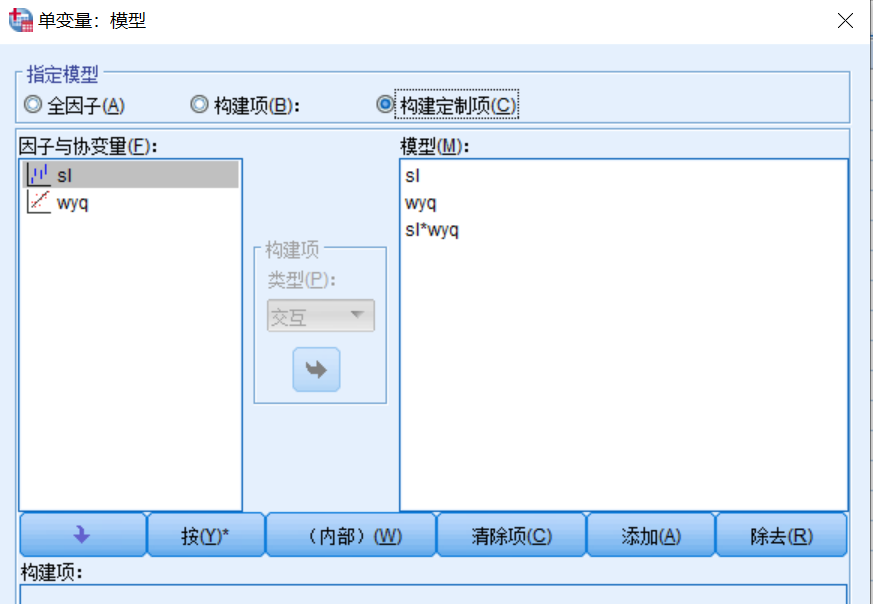 单变量：模型
指定模型
全因子(A) 构建项(B)： 构建定制项(C)
因子与协变量(F)： 模型(M)：
sl sl
wyq wyq
sl*wyq
构建项
类型(P)：
交互
按(Y)* （内部）(W) 清除项(C) 添加(A) 除去(R)
构建项：